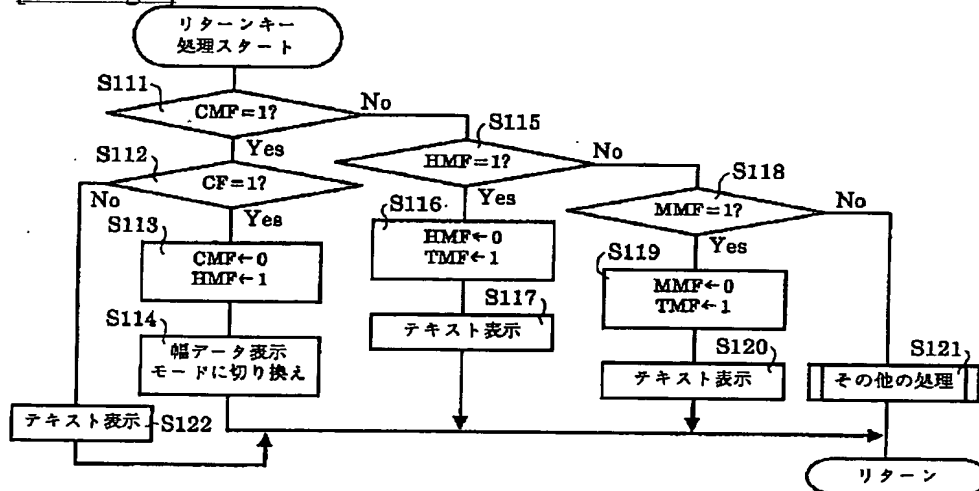 リターンキー
処理スタート
S111
CMF=1?
No
Yes
S115
HMF=1?
No
Yes
S112
CF=1?
No
Yes
S118
MMF=1?
No
Yes
S113
CMF←0
HMF←1
S116
HMF←0
TMF←1
S119
MMF←0
TMF←1
S114
幅データ表示
モードに切り換え
S117
テキスト表示
S120
テキスト表示
S121
その他の処理
テキスト表示
S122
リターン